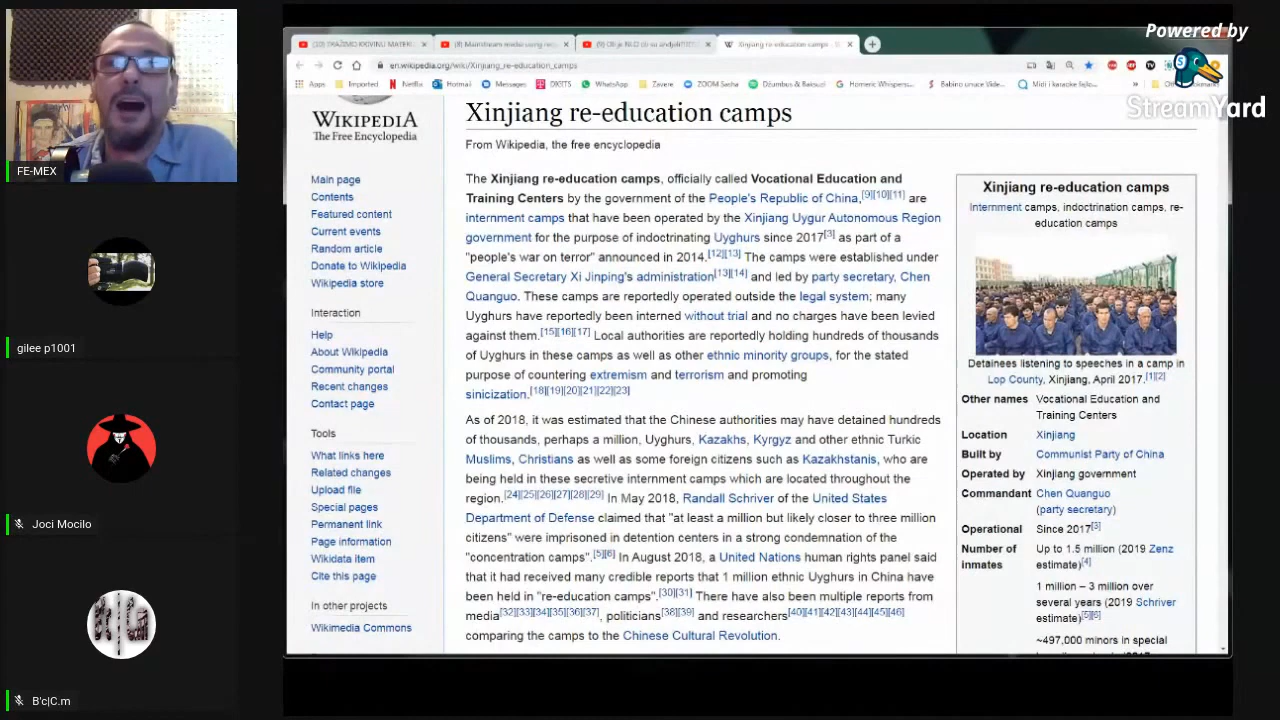 Powered by
StreamYard
FE-MEX
gilee p1001
Joci Mocilo
B'c|C.m
Xinjiang re-education camps - 
en.wikipedia.org/wiki/Xinjiang_re-education_camps
Apps
Imterijer
Netflix
Hotmail
Messages
WhatsApp
Zavere
ZOOM Sastha
Midi i karaoke
WIKIPEDIA
The Free Encyclopedia
Main page
Contents
Featured content
Current events
Random article
Donate to Wikipedia
Wikipedia store
Interaction
Help
About Wikipedia
Community portal
Recent changes
Contact page
Tools
What links here
Related changes
Upload file
Special pages
Permanent link
Page information
Wikidata item
Cite this page
In other projects
Wikimedia Commons
Xinjiang re-education camps
From Wikipedia, the free encyclopedia
The Xinjiang re-education camps, officially called Vocational Education and
Training Centers by the government of the People's Republic of China,[9][10][11] are
internment camps that have been operated by the Xinjiang Uygur Autonomous Region
government for the purpose of indoctrinating Uyghurs since 2017[3] as part of a
"people's war on terror" announced in 2014.[12][13] The camps were established under
General Secretary Xi Jinping's administration[13][14] and led by party secretary, Chen
Quanguo. These camps are reportedly operated outside the legal system; many
Uyghurs have reportedly been interned without trial and no charges have been levied
against them.[15][16][17] Local authorities are reportedly holding hundreds of thousands
of Uyghurs in these camps as well as other ethnic minority groups, for the stated
purpose of countering extremism and terrorism and promoting
sinicization.[18][19][20][21][22][23]
As of 2018, it was estimated that the Chinese authorities may have detained hundreds
of thousands, perhaps a million, Uyghurs, Kazakhs, Kyrgyz and other ethnic Turkic
Muslims, Christians as well as some foreign citizens such as Kazakhstanis, who are
being held in these secretive internment camps which are located throughout the
region.[24][25][26][27][28][29] In May 2018, Randall Schriver of the United States
Department of Defense claimed that "at least a million but likely closer to three million
citizens" were imprisoned in detention centers in a strong condemnation of the
"concentration camps".[5][6] In August 2018, a United Nations human rights panel said
that it had received many credible reports that 1 million ethnic Uyghurs in China have
been held in "re-education camps".[30][31] There have also been multiple reports from
media[32][33][34][35][36][37], politicians[38][39] and researchers[40][41][42][43][44][45][46]
comparing the camps to the Chinese Cultural Revolution.
Xinjiang re-education camps
Internment camps, indoctrination camps, re-
education camps
Detainees listening to speeches in a camp in
Lop County, Xinjiang, April 2017.[1][2]
Other names Vocational Education and
Training Centers
Location Xinjiang
Built by Communist Party of China
Operated by Xinjiang government
Commandant Chen Quanguo
(party secretary)
Operational Since 2017[3]
Number of Up to 1.5 million (2019 Zenz
inmates estimate)[4]
1 million – 3 million over
several years (2019 Schriver
estimate)[5][6]
~497,000 minors in special